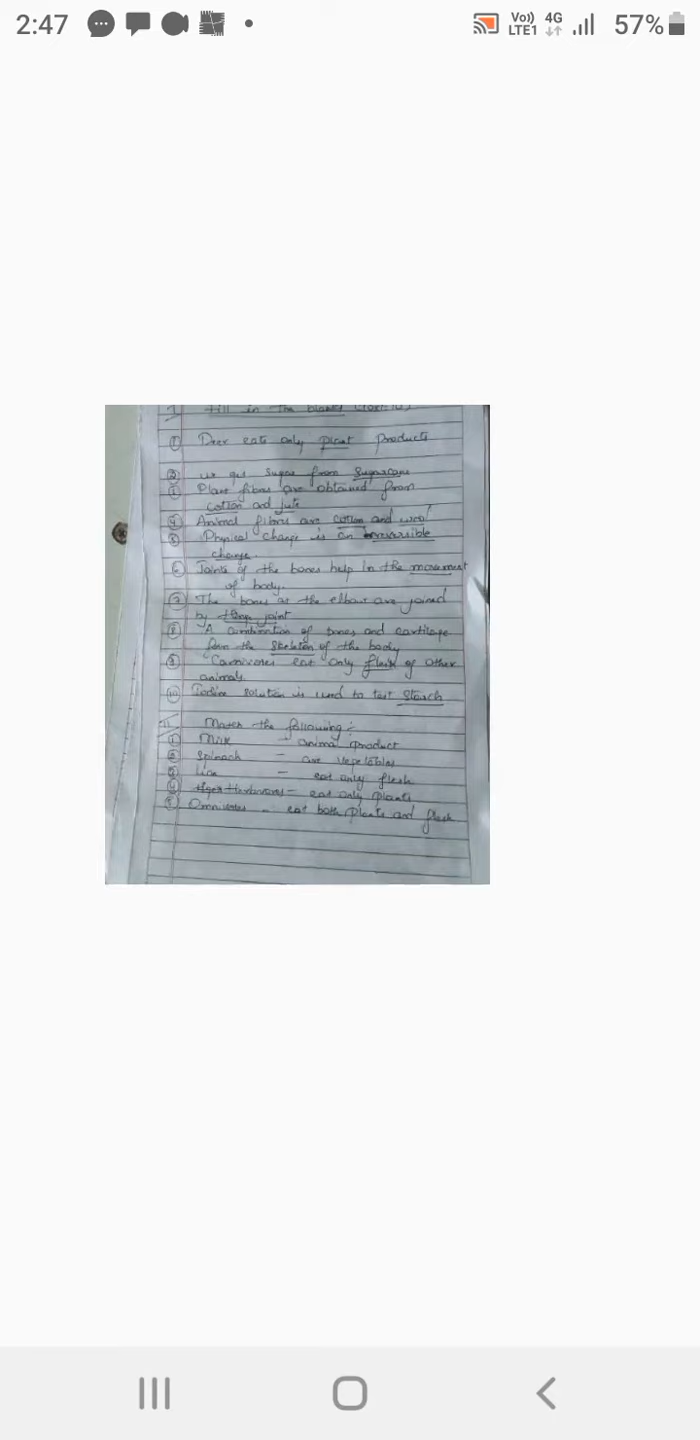 2:47
Vo)) 4G
LTE1
57%
I Fill in the blanks
① Deer eats only plant products
② we get sugar from Sugarcane
③ Plant fibres are obtained from
cotton and jute
④ Animal fibres are cotton and wool
⑤ Physical change is an
change.
⑥ Joints of the bones help In the movement
of body.
⑦ The bones at the elbow are joined
by joint
⑧ A combination of bones and cartilage
form the Skeleton of the body
⑨ Carnivores eat only flesh of other
animals.
⑩ Iodine solution is used to test Starch
II. Match the following :-
① Milk - animal product
② Spinach - are vegetables
③ Lion - eat only flesh
④ Herbivores - eat only plants
⑤ Omnivores - eat both plants and flesh